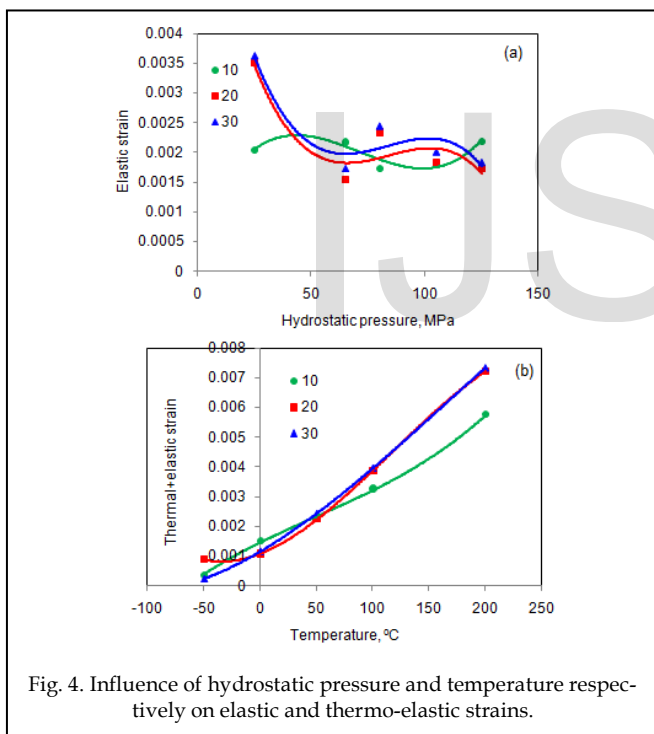 0.004
0.0035
0.003
0.0025
0.002
0.0015
0.001
0.0005
0
Elastic strain
10
20
30
(a)
0 50 100 150
Hydrostatic pressure, MPa
IJS
0.008
0.007
0.006
0.005
0.004
0.003
0.002
0.001
0
Thermal+elastic strain
10
20
30
(b)
-100 -50 0 50 100 150 200 250
Temperature, ºC
Fig. 4. Influence of hydrostatic pressure and temperature respec-
tively on elastic and thermo-elastic strains.